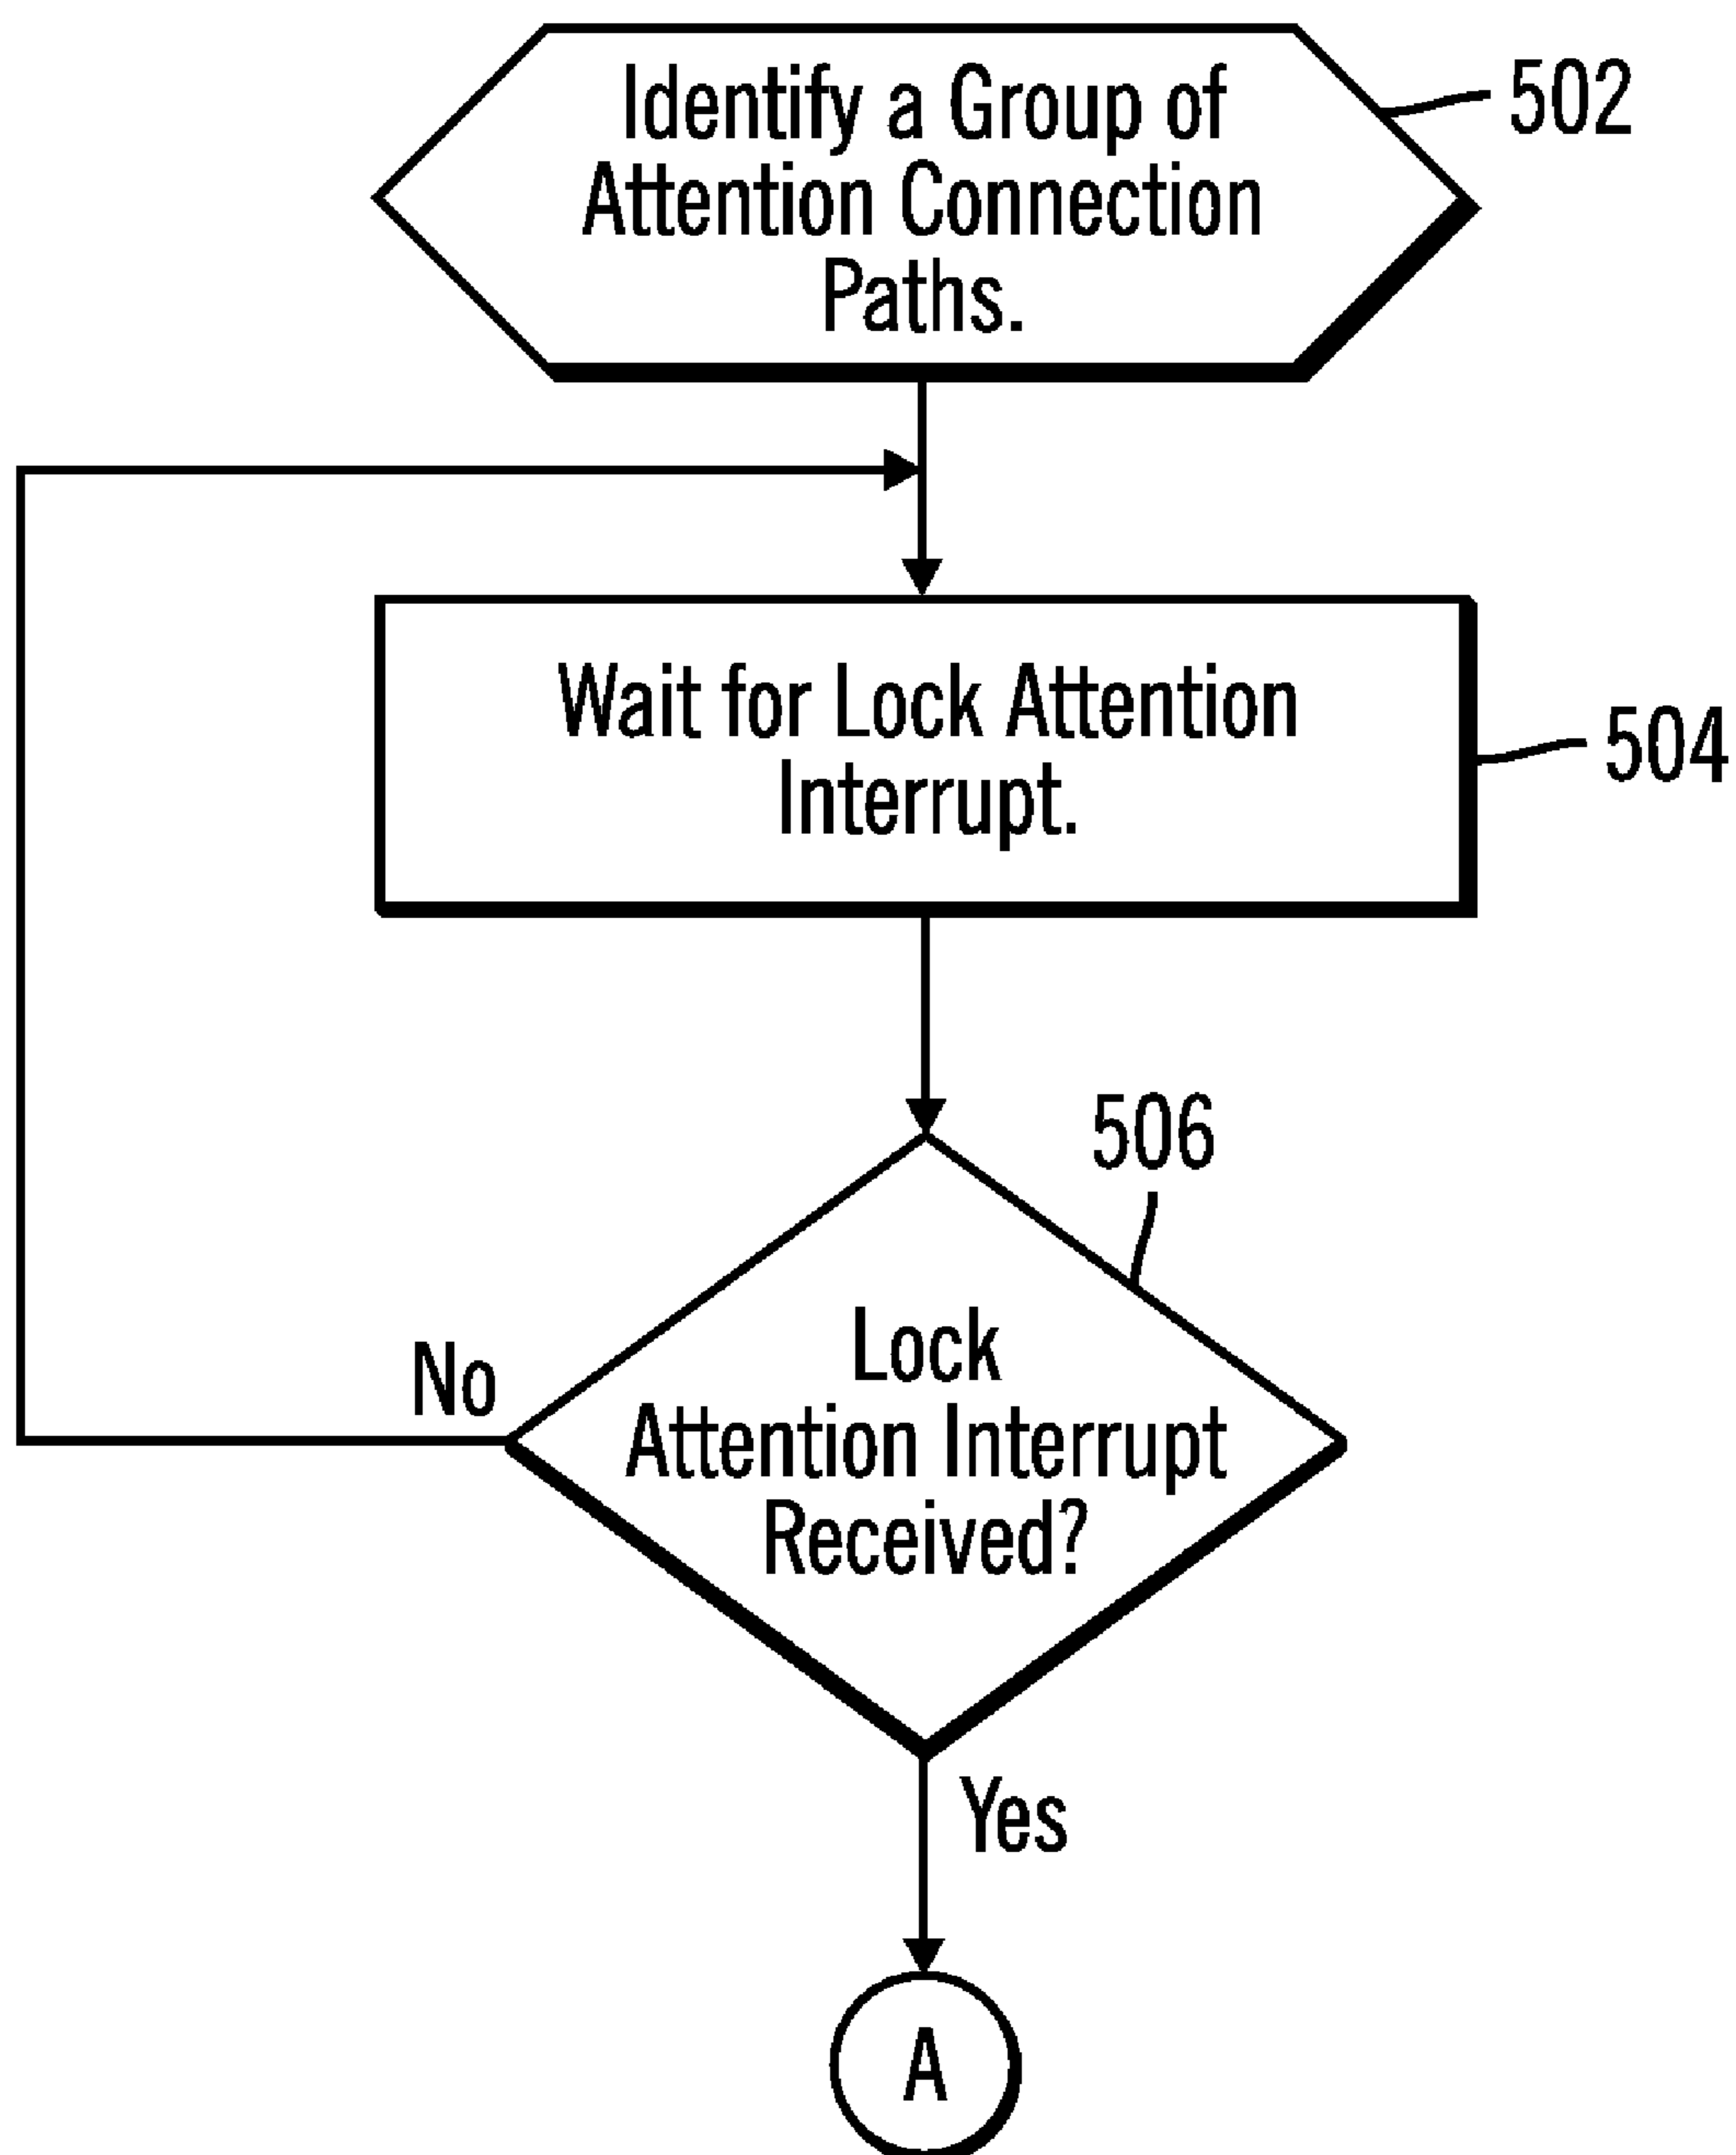 Identify a Group of
Attention Connection
Paths.
502
Wait for Lock Attention
Interrupt.
504
506
Lock
Attention Interrupt
Received?
No
Yes
A